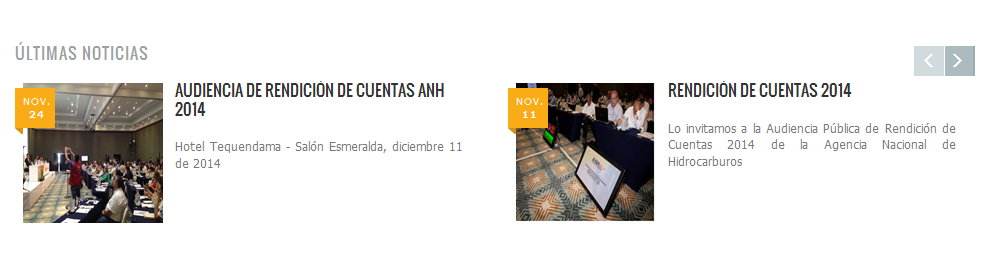 ÚLTIMAS NOTICIAS
NOV.
24
AUDIENCIA DE RENDICIÓN DE CUENTAS ANH
2014
Hotel Tequendama - Salón Esmeralda, diciembre 11
de 2014
NOV.
11
RENDICIÓN DE CUENTAS 2014
Lo invitamos a la Audiencia Pública de Rendición de
Cuentas 2014 de la Agencia Nacional de
Hidrocarburos